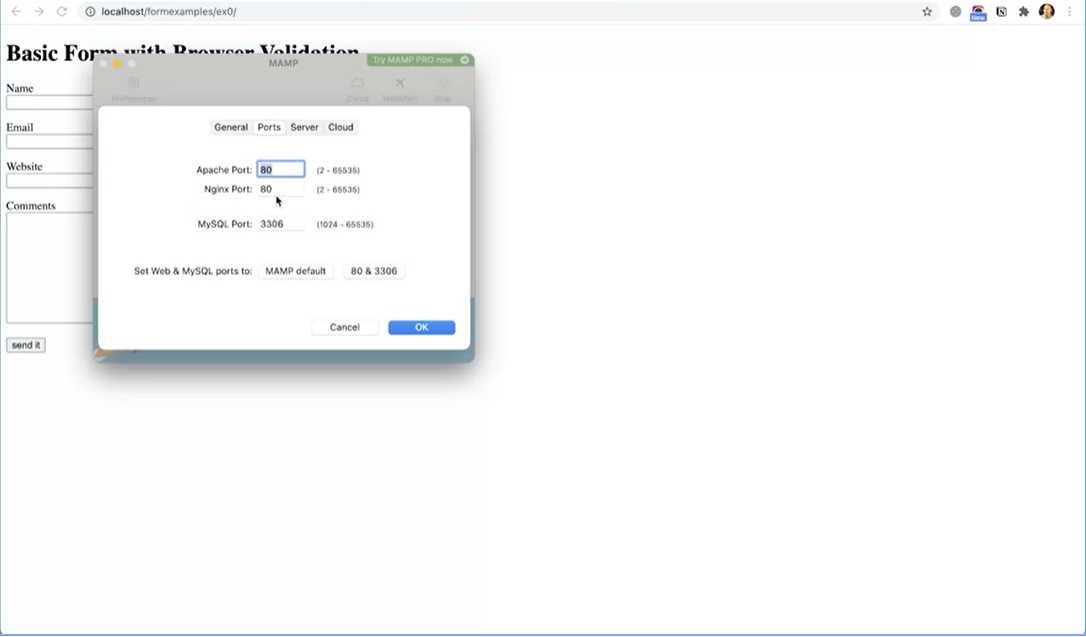 localhost/formexamples/ex0/
New
Basic Form with Browser Validation
MAMP
Try MAMP PRO now
Preferences
Cloud
WebStart
Stop
Name
Email
Website
Comments
send it
General Ports Server Cloud
Apache Port: 80 (2 - 65535)
Nginx Port: 80 (2 - 65535)
MySQL Port: 3306 (1024 - 65535)
Set Web & MySQL ports to: MAMP default 80 & 3306
Cancel OK